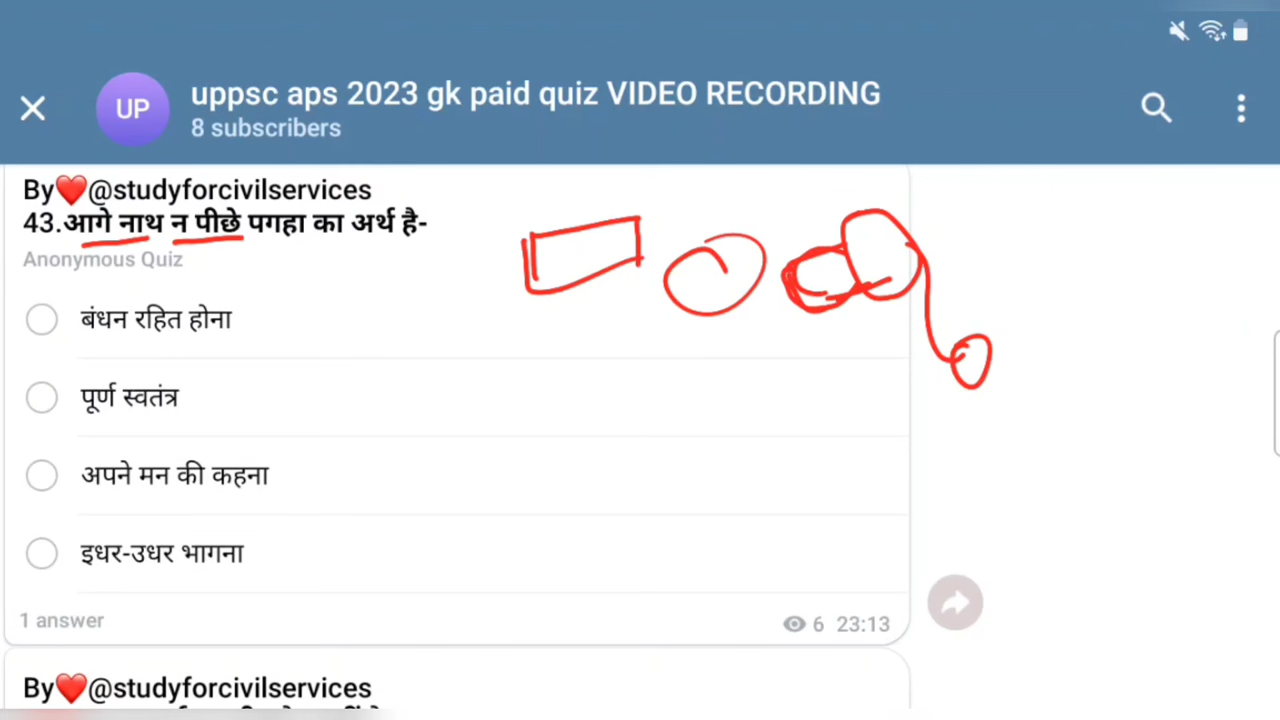 uppsc aps 2023 gk paid quiz VIDEO RECORDING
UP
8 subscribers
By❤️@studyforcivilservices
43.आगे नाथ न पीछे पगहा का अर्थ है-
Anonymous Quiz
बंधन रहित होना
पूर्ण स्वतंत्र
अपने मन की कहना
इधर-उधर भागना
1 answer
6 23:13
By❤️@studyforcivilservices